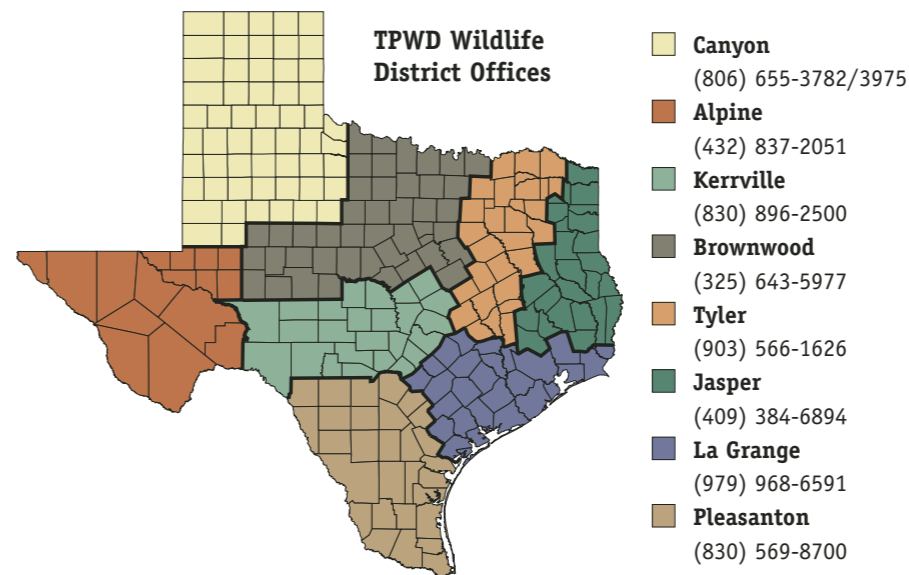 TPWD Wildlife
District Offices
Canyon
(806) 655-3782/3975
Alpine
(432) 837-2051
Kerrville
(830) 896-2500
Brownwood
(325) 643-5977
Tyler
(903) 566-1626
Jasper
(409) 384-6894
La Grange
(979) 968-6591
Pleasanton
(830) 569-8700